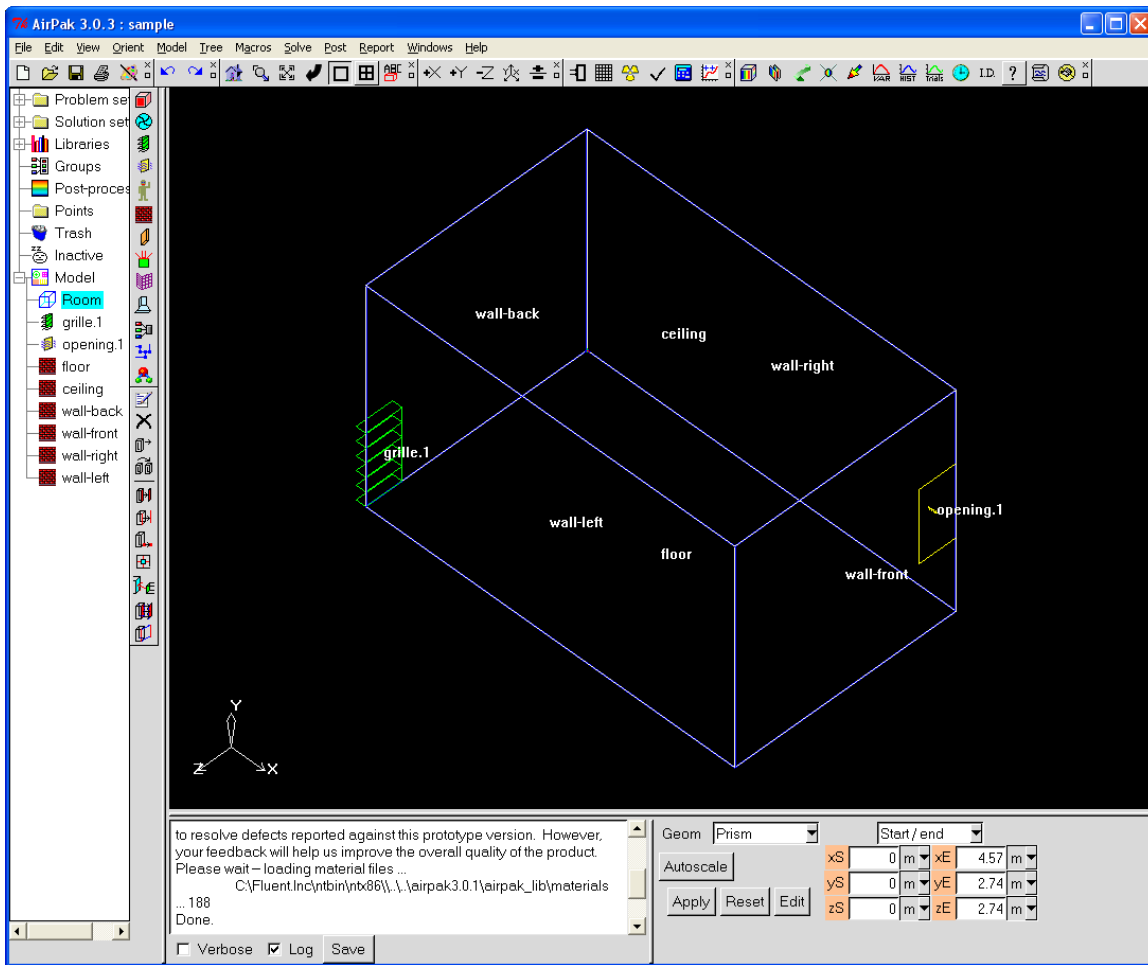 AirPak 3.0.3 : sample
File Edit View Orient Model Tree Macros Solve Post Report Windows Help
ABC +X +Y -Z VAR HIST Trials I.D. ?
Problem se
Solution set
Libraries
Groups
Post-proces
Points
Trash
zz Inactive
Model
Room
grille.1
opening.1
floor
ceiling
wall-back
wall-front
wall-right
wall-left
wall-back
ceiling
wall-right
grille.1
opening.1
wall-left
floor
wall-front
Y
Z X
to resolve defects reported against this prototype version. However,
your feedback will help us improve the overall quality of the product.
Please wait – loading material files ...
C:\Fluent.Inc\ntbin\ntx86\\..\..\airpak3.0.1\airpak_lib\materials
... 188
Done.
Verbose Log Save
Geom Prism Start / end
Autoscale
Apply Reset Edit
xS 0 m xE 4.57 m
yS 0 m yE 2.74 m
zS 0 m zE 2.74 m